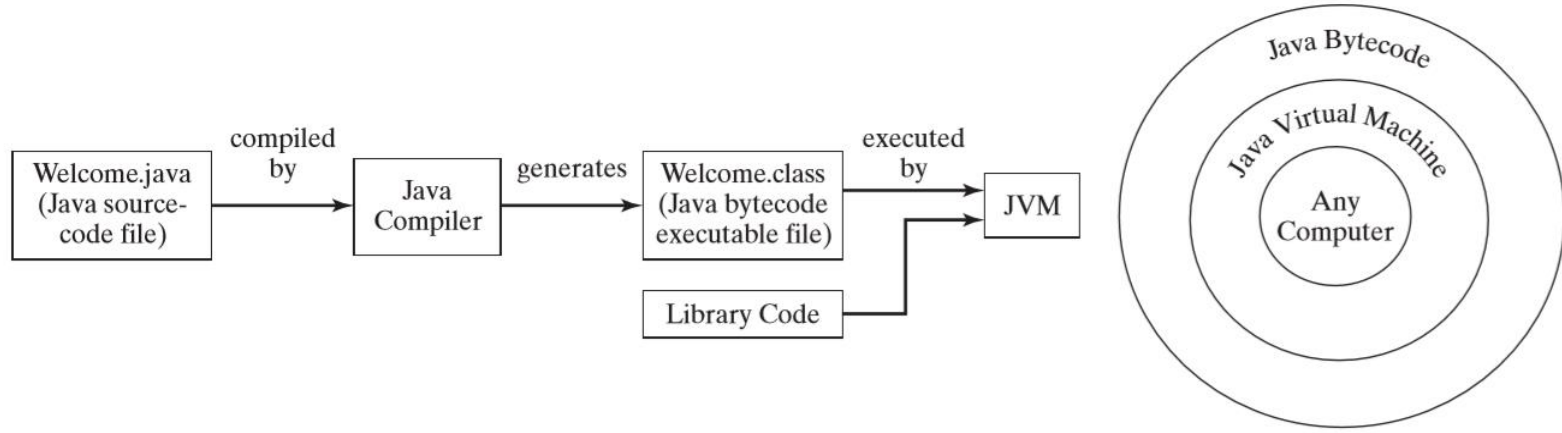 compiled
by
Welcome.java
(Java source-
code file)
Java
Compiler
generates
Welcome.class
(Java bytecode
executable file)
executed
by
JVM
Library Code
Java Bytecode
Java Virtual Machine
Any
Computer